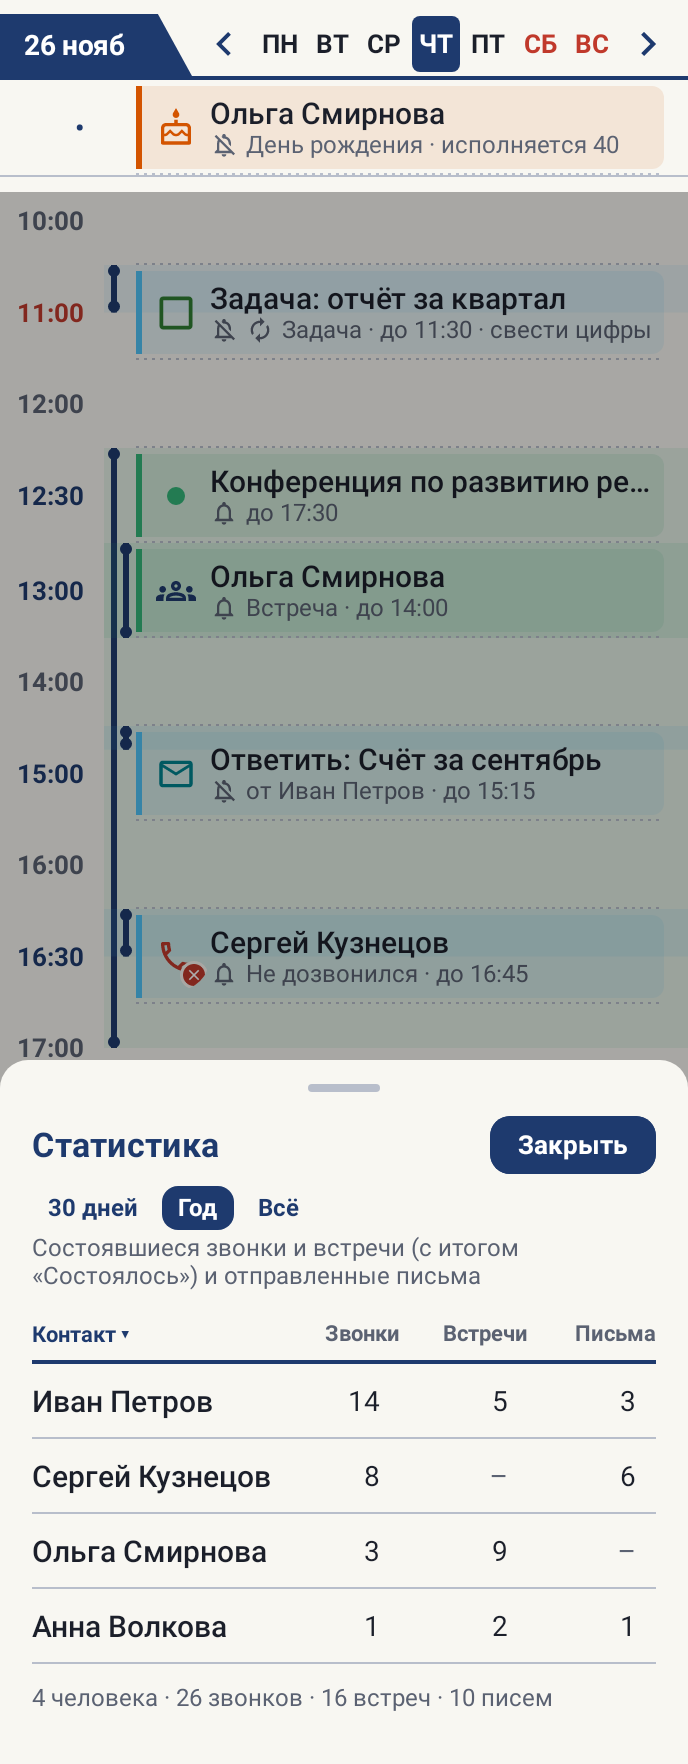 26 нояб
ПН ВТ СР ЧТ ПТ СБ ВС
Ольга Смирнова
День рождения · исполняется 40
10:00
11:00
Задача: отчёт за квартал
Задача · до 11:30 · свести цифры
12:00
12:30
Конференция по развитию ре…
до 17:30
13:00
Ольга Смирнова
Встреча · до 14:00
14:00
15:00
Ответить: Счёт за сентябрь
от Иван Петров · до 15:15
16:00
16:30
Сергей Кузнецов
Не дозвонился · до 16:45
17:00
Статистика
Закрыть
30 дней Год Всё
Состоявшиеся звонки и встречи (с итогом
«Состоялось») и отправленные письма
Контакт ▾ Звонки Встречи Письма
Иван Петров 14 5 3
Сергей Кузнецов 8 – 6
Ольга Смирнова 3 9 –
Анна Волкова 1 2 1
4 человека · 26 звонков · 16 встреч · 10 писем